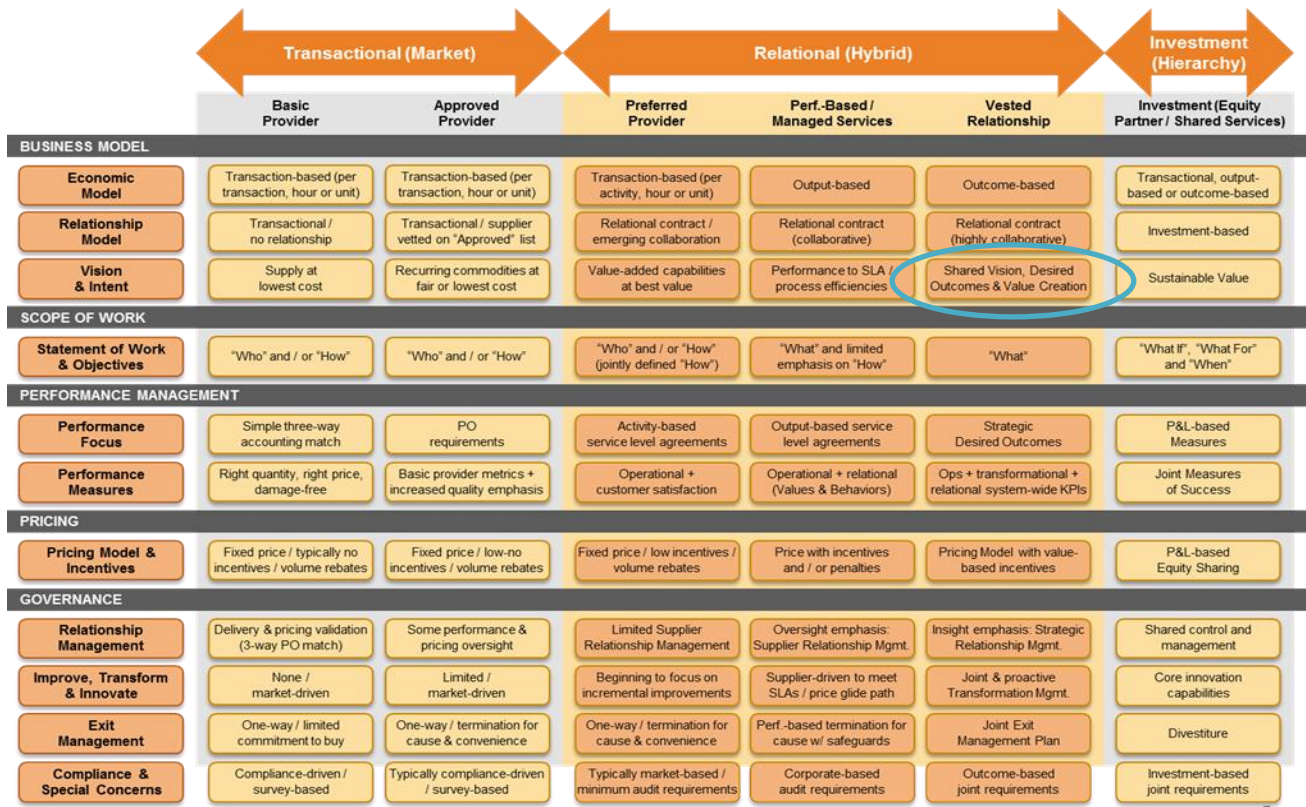 Transactional (Market)
Relational (Hybrid)
Investment
(Hierarchy)
Basic
Provider
Approved
Provider
Preferred
Provider
Perf.-Based /
Managed Services
Vested
Relationship
Investment (Equity
Partner / Shared Services)
BUSINESS MODEL
Economic
Model
Transaction-based (per
transaction, hour or unit)
Transaction-based (per
transaction, hour or unit)
Transaction-based (per
activity, hour or unit)
Output-based
Outcome-based
Transactional, output-
based or outcome-based
Relationship
Model
Transactional /
no relationship
Transactional / supplier
vetted on "Approved" list
Relational contract /
emerging collaboration
Relational contract
(collaborative)
Relational contract
(highly collaborative)
Investment-based
Vision
& Intent
Supply at
lowest cost
Recurring commodities at
fair or lowest cost
Value-added capabilities
at best value
Performance to SLA /
process efficiencies
Shared Vision, Desired
Outcomes & Value Creation
Sustainable Value
SCOPE OF WORK
Statement of Work
& Objectives
"Who" and / or "How"
"Who" and / or "How"
"Who" and / or "How"
(jointly defined "How")
"What" and limited
emphasis on "How"
"What"
"What If", "What For"
and "When"
PERFORMANCE MANAGEMENT
Performance
Focus
Simple three-way
accounting match
PO
requirements
Activity-based
service level agreements
Output-based service
level agreements
Strategic
Desired Outcomes
P&L-based
Measures
Performance
Measures
Right quantity, right price,
damage-free
Basic provider metrics +
increased quality emphasis
Operational +
customer satisfaction
Operational + relational
(Values & Behaviors)
Ops + transformational +
relational system-wide KPIs
Joint Measures
of Success
PRICING
Pricing Model &
Incentives
Fixed price / typically no
incentives / volume rebates
Fixed price / low-no
incentives / volume rebates
Fixed price / low incentives /
volume rebates
Price with incentives
and / or penalties
Pricing Model with value-
based incentives
P&L-based
Equity Sharing
GOVERNANCE
Relationship
Management
Delivery & pricing validation
(3-way PO match)
Some performance &
pricing oversight
Limited Supplier
Relationship Management
Oversight emphasis:
Supplier Relationship Mgmt.
Insight emphasis: Strategic
Relationship Mgmt.
Shared control and
management
Improve, Transform
& Innovate
None /
market-driven
Limited /
market-driven
Beginning to focus on
incremental improvements
Supplier-driven to meet
SLAs / price glide path
Joint & proactive
Transformation Mgmt.
Core innovation
capabilities
Exit
Management
One-way / limited
commitment to buy
One-way / termination for
cause & convenience
One-way / termination for
cause & convenience
Perf.-based termination for
cause w/ safeguards
Joint Exit
Management Plan
Divestiture
Compliance &
Special Concerns
Compliance-driven /
survey-based
Typically compliance-driven
/ survey-based
Typically market-based /
minimum audit requirements
Corporate-based
audit requirements
Outcome-based
joint requirements
Investment-based
joint requirements